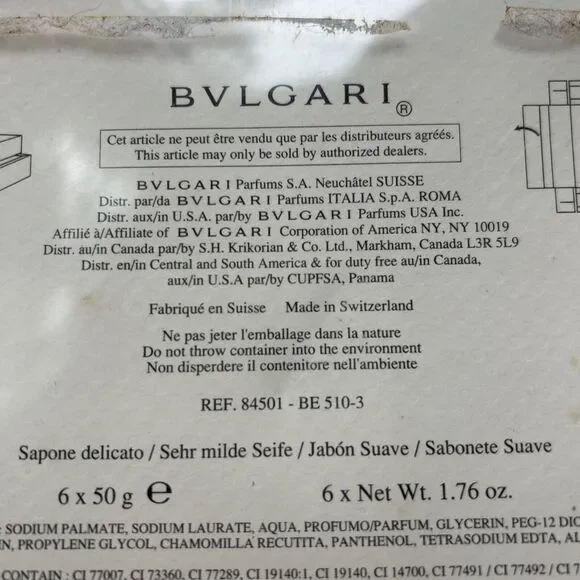 BVLGARI®
Cet article ne peut être vendu que par les distributeurs agréés.
This article may only be sold by authorized dealers.
BVLGARI Parfums S.A. Neuchâtel SUISSE
Distr. par/da BVLGARI Parfums ITALIA S.p.A. ROMA
Distr. aux/in U.S.A. par/by BVLGARI Parfums USA Inc.
Affilié à/Affiliate of BVLGARI Corporation of America NY, NY 10019
Distr. au/in Canada par/by S.H. Krikorian & Co. Ltd., Markham, Canada L3R 5L9
Distr. en/in Central and South America & for duty free au/in Canada,
aux/in U.S.A par/by CUPFSA, Panama
Fabriqué en Suisse Made in Switzerland
Ne pas jeter l'emballage dans la nature
Do not throw container into the environment
Non disperdere il contenitore nell'ambiente
REF. 84501 - BE 510-3
Sapone delicato / Sehr milde Seife / Jabón Suave / Sabonete Suave
6 x 50 g ℮ 6 x Net Wt. 1.76 oz.
: SODIUM PALMATE, SODIUM LAURATE, AQUA, PROFUMO/PARFUM, GLYCERIN, PEG-12
PROPYLENE GLYCOL, CHAMOMILLA RECUTITA, PANTHENOL, TETRASODIUM EDTA,
CONTAIN : CI 77007, CI 73360, CI 77289, CI 19140:1, CI 19140, CI 14700, CI 77491 / CI 77492 /